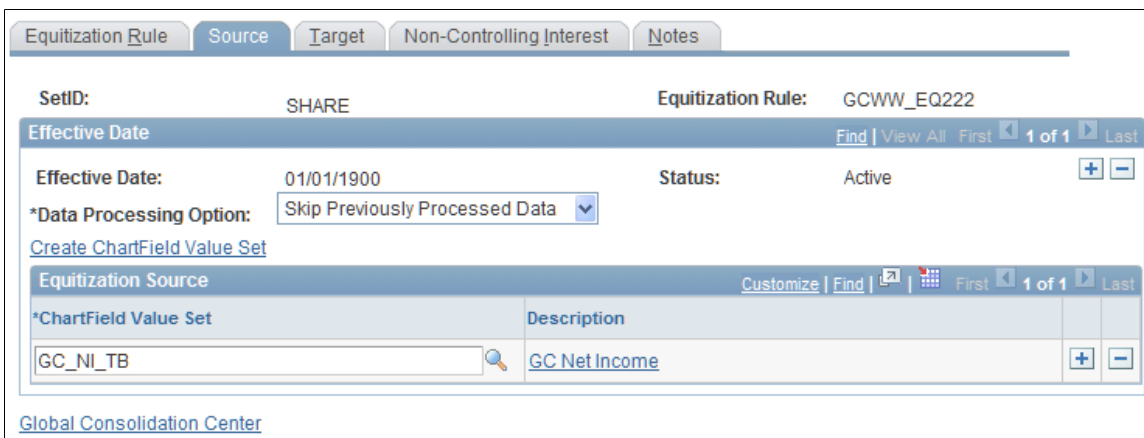 Equitization Rule Source Target Non-Controlling Interest Notes
SetID: SHARE Equitization Rule: GCWW_EQ222
Effective Date Find | View All First 1 of 1 Last
Effective Date: 01/01/1900 Status: Active
*Data Processing Option: Skip Previously Processed Data
Create ChartField Value Set
Equitization Source Customize | Find | | First 1 of 1 Last
*ChartField Value Set Description
GC_NI_TB GC Net Income
Global Consolidation Center